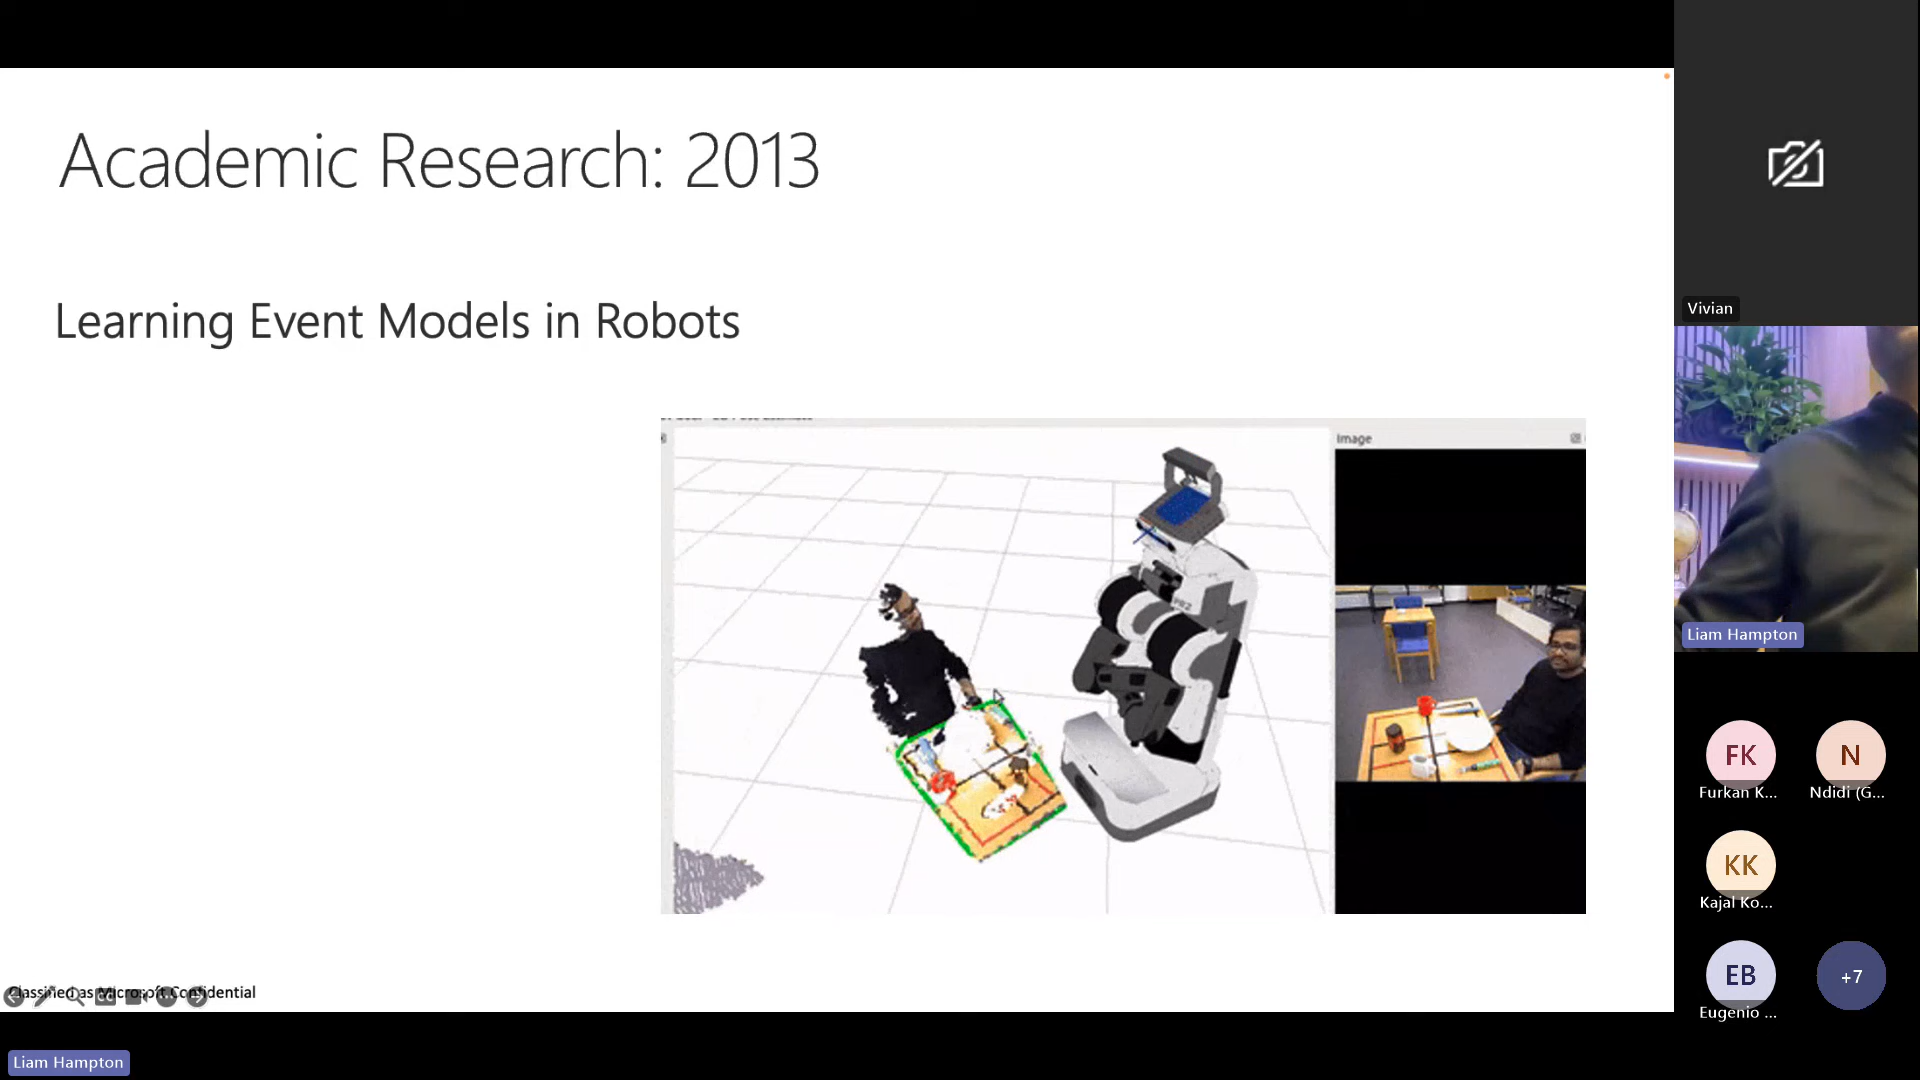 Academic Research: 2013
Learning Event Models in Robots
Image
Classified as Microsoft Confidential
Liam Hampton
Vivian
Liam Hampton
FK
Furkan K...
N
Ndidi (G...
KK
Kajal Ko...
EB
Eugenio ...
+7